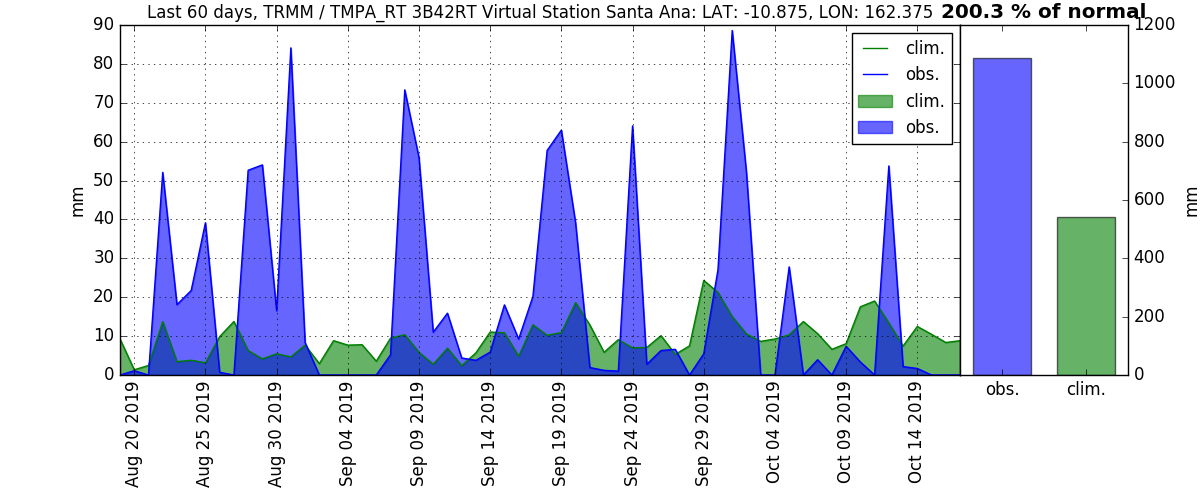 Last 60 days, TRMM / TMPA_RT 3B42RT Virtual Station Santa Ana: LAT: -10.875, LON: 162.375
200.3 % of normal
90
80
70
60
50
40
30
20
10
0
mm
clim.
obs.
clim.
obs.
Aug 20 2019
Aug 25 2019
Aug 30 2019
Sep 04 2019
Sep 09 2019
Sep 14 2019
Sep 19 2019
Sep 24 2019
Sep 29 2019
Oct 04 2019
Oct 09 2019
Oct 14 2019
1200
1000
800
600
400
200
0
mm
obs.
clim.